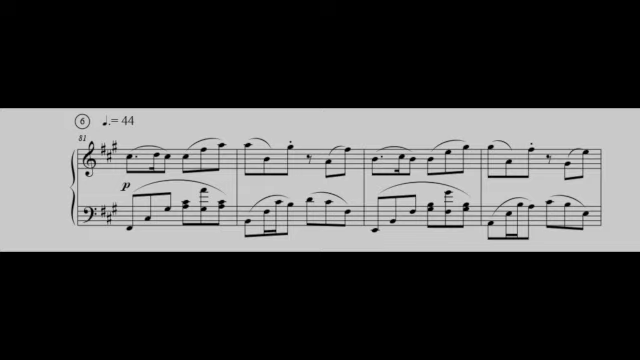 6 ♩. = 44
81
p